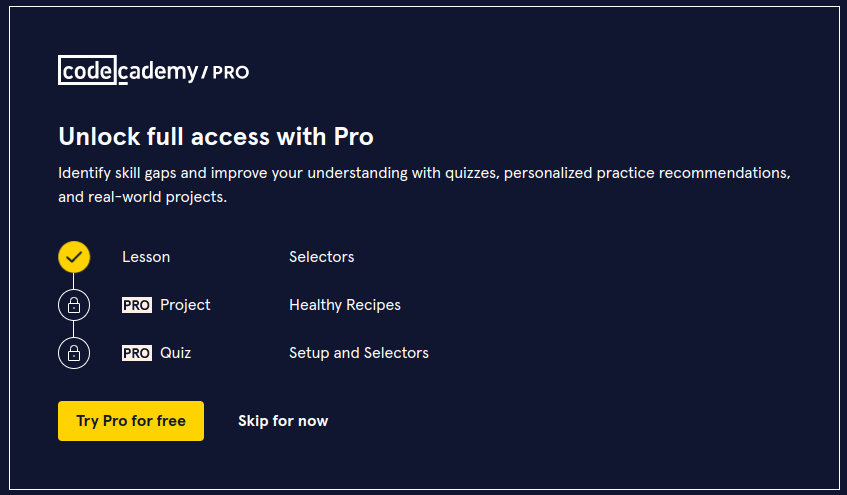 codecademy/PRO
Unlock full access with Pro
Identify skill gaps and improve your understanding with quizzes, personalized practice recommendations,
and real-world projects.
Lesson Selectors
PRO Project Healthy Recipes
PRO Quiz Setup and Selectors
Try Pro for free Skip for now